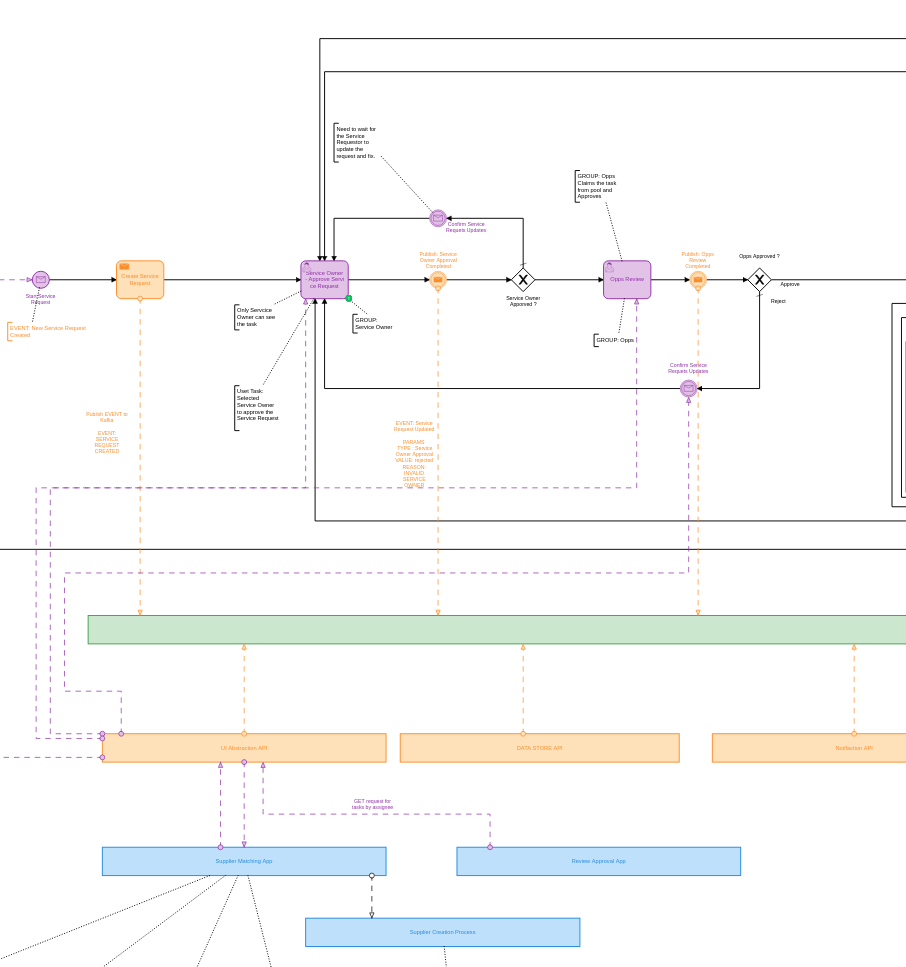 Need to wait for
the Service
Requestor to
update the
request and fix.
GROUP: Opps
Claims the task
from pool and
Approves
Confirm Service
Requets Updates
Publish: Service
Owner Approval
Completed
Publish: Opps
Review
Completed
Opps Approved ?
Create Service
Request
Service Owner
- Approve Servi
ce Request
Opps Review
Approve
Start Service
Request
Service Owner
Approved ?
Reject
EVENT: New Service Request
Created
Only Servcice
Owner can see
the task
GROUP:
Service Owner
GROUP: Opps
Confirm Service
Requets Updates
User Task:
Selected
Service Owner
to approve the
Service Request
Publish EVENT to
Kafka
EVENT:
SERVICE
REQUEST
CREATED
EVENT: Service
Request Updated
PARAMS
TYPE : Service
Owner Approval
VALUE: rejected
REASON:
INVALID
SERVICE
OWNER
UI Abstraction API
DATA STORE API
Notifaction API
GET request for
tasks by assignee
Supplier Matching App
Review Approval App
Supplier Creation Process